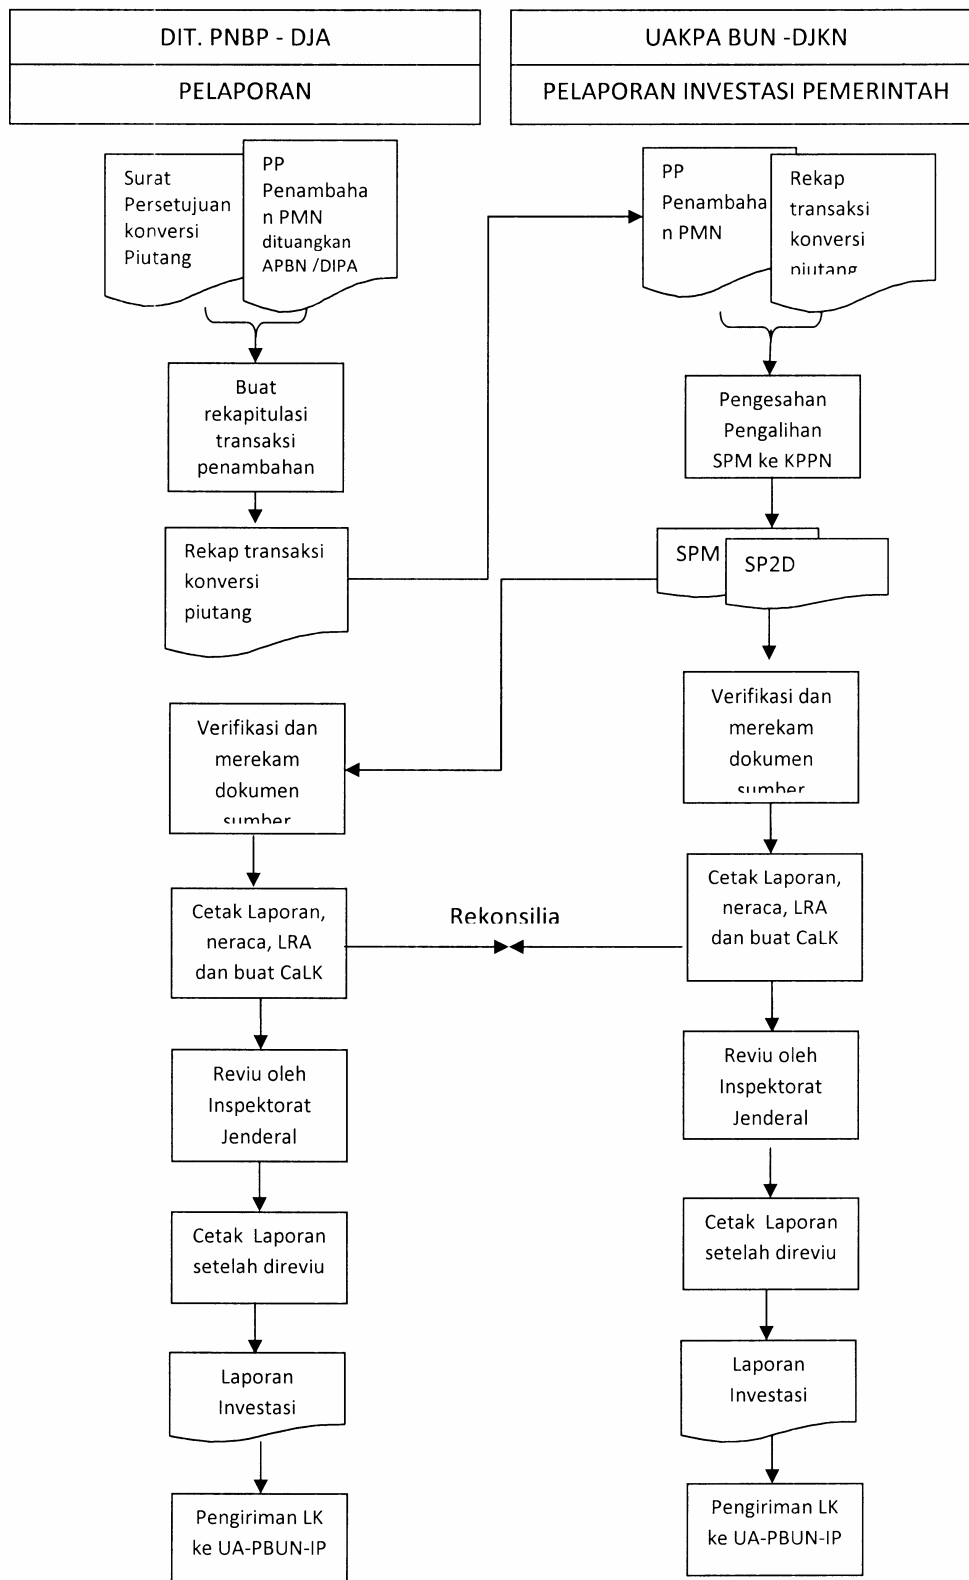 DIT. PNBP - DJA
PELAPORAN
UAKPA BUN -DJKN
PELAPORAN INVESTASI PEMERINTAH
Surat
Persetujuan
konversi
Piutang
PP
Penambaha
n PMN
dituangkan
APBN /DIPA
Buat
rekapitulasi
transaksi
penambahan
Rekap transaksi
konversi
piutang
Verifikasi dan
merekam
dokumen
sumber
Cetak Laporan,
neraca, LRA
dan buat CaLK
Rekonsilia
Reviu oleh
Inspektorat
Jenderal
Cetak Laporan
setelah direviu
Laporan
Investasi
Pengiriman LK
ke UA-PBUN-IP
PP
Penambaha
n PMN
Rekap
transaksi
konversi
piutang
Pengesahan
Pengalihan
SPM ke KPPN
SPM
SP2D
Verifikasi dan
merekam
dokumen
sumber
Cetak Laporan,
neraca, LRA
dan buat CaLK
Reviu oleh
Inspektorat
Jenderal
Cetak Laporan
setelah direviu
Laporan
Investasi
Pengiriman LK
ke UA-PBUN-IP